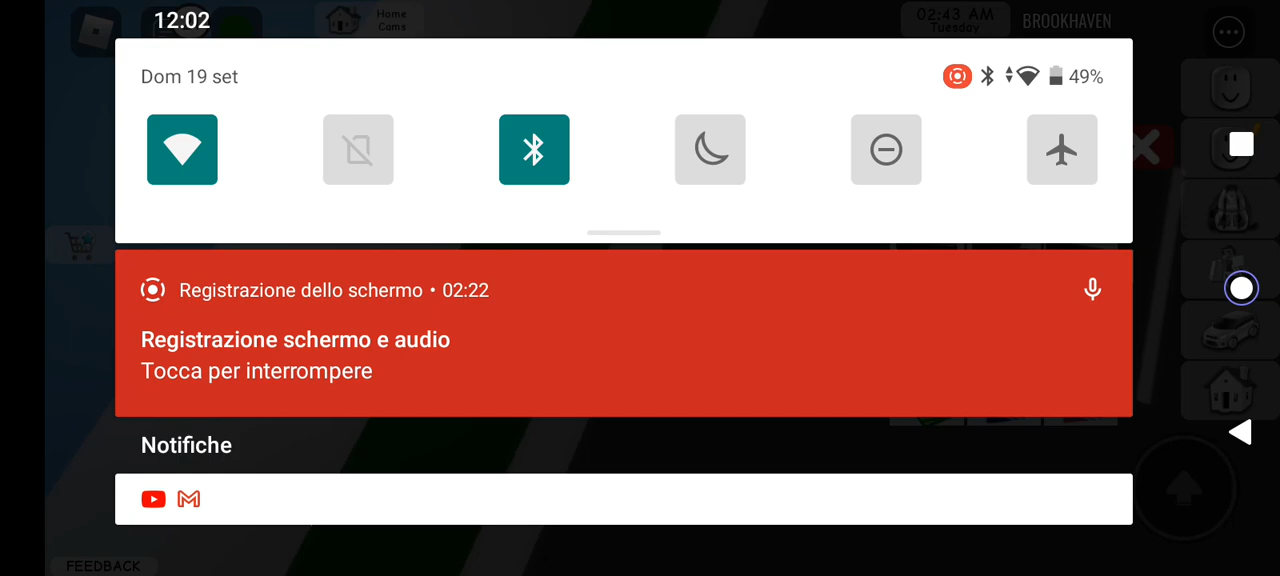 12:02
Home
Cams
02:43 AM
Tuesday
BROOKHAVEN
Dom 19 set
49%
Registrazione dello schermo • 02:22
Registrazione schermo e audio
Tocca per interrompere
Notifiche
FEEDBACK